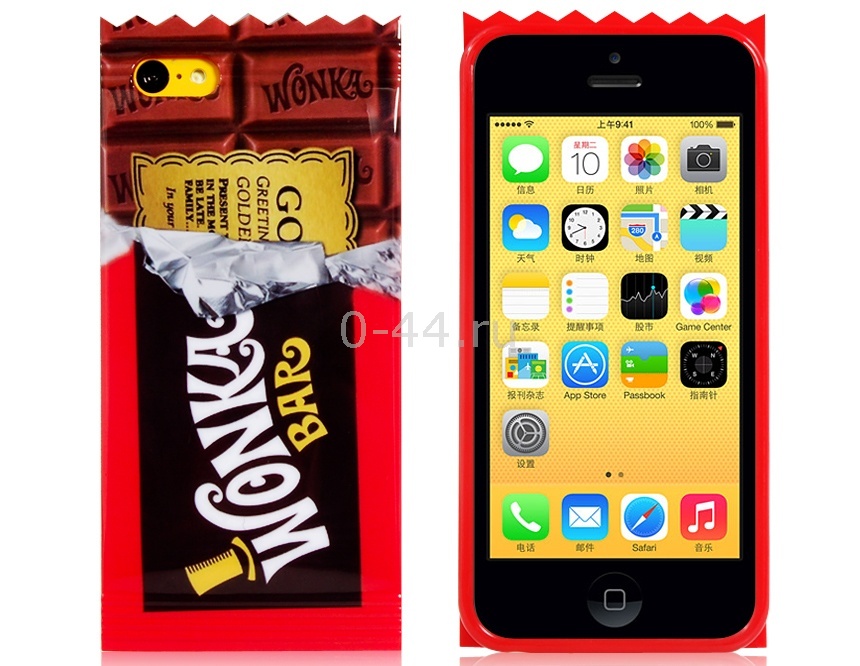 WONKA
GO
GREETIN
GOLDE
PRESENT
IN THE M
BE LATE.
FAMILY...
In your
WONKA
BAR
0-44.ru
上午9:41
100%
星期二
10
信息
日历
照片
相机
280
天气
时钟
地图
视频
备忘录
提醒事项
股市
Game Center
报刊杂志
App Store
Passbook
指南针
设置
电话
邮件
Safari
音乐